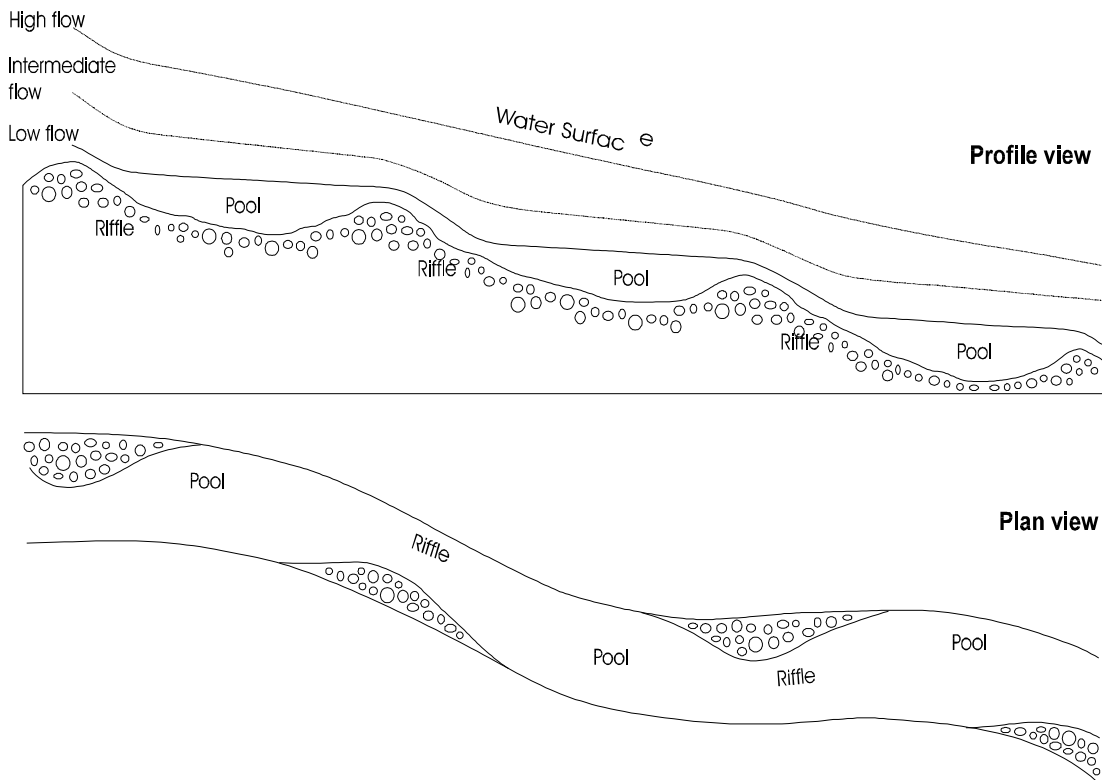 High flow
Intermediate
flow
Low flow
Water Surfac e
Profile view
Pool
Riffle
Pool
Riffle
Pool
Riffle
Pool
Plan view
Riffle
Pool
Pool
Riffle